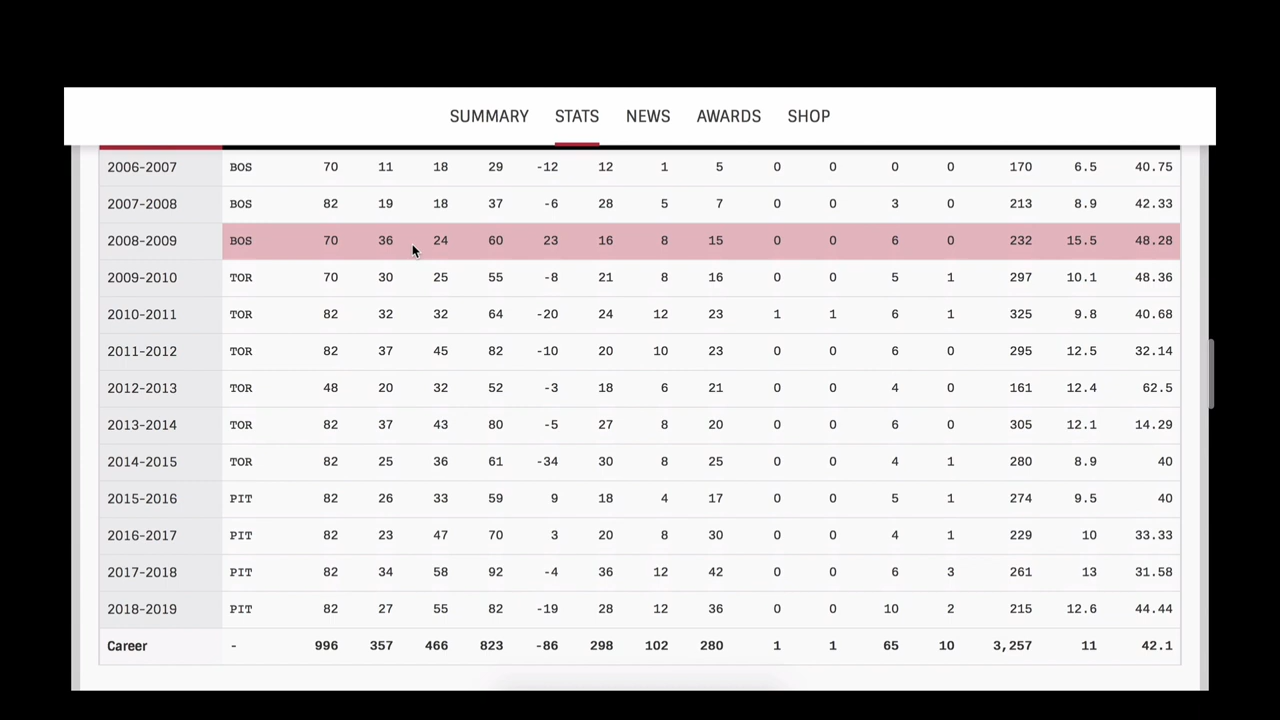 SUMMARY STATS NEWS AWARDS SHOP
2006-2007 BOS 70 11 18 29 -12 12 1 5 0 0 0 0 170 6.5 40.75
2007-2008 BOS 82 19 18 37 -6 28 5 7 0 0 3 0 213 8.9 42.33
2008-2009 BOS 70 36 24 60 23 16 8 15 0 0 6 0 232 15.5 48.28
2009-2010 TOR 70 30 25 55 -8 21 8 16 0 0 5 1 297 10.1 48.36
2010-2011 TOR 82 32 32 64 -20 24 12 23 1 1 6 1 325 9.8 40.68
2011-2012 TOR 82 37 45 82 -10 20 10 23 0 0 6 0 295 12.5 32.14
2012-2013 TOR 48 20 32 52 -3 18 6 21 0 0 4 0 161 12.4 62.5
2013-2014 TOR 82 37 43 80 -5 27 8 20 0 0 6 0 305 12.1 14.29
2014-2015 TOR 82 25 36 61 -34 30 8 25 0 0 4 1 280 8.9 40
2015-2016 PIT 82 26 33 59 9 18 4 17 0 0 5 1 274 9.5 40
2016-2017 PIT 82 23 47 70 3 20 8 30 0 0 4 1 229 10 33.33
2017-2018 PIT 82 34 58 92 -4 36 12 42 0 0 6 3 261 13 31.58
2018-2019 PIT 82 27 55 82 -19 28 12 36 0 0 10 2 215 12.6 44.44
Career - 996 357 466 823 -86 298 102 280 1 1 65 10 3,257 11 42.1